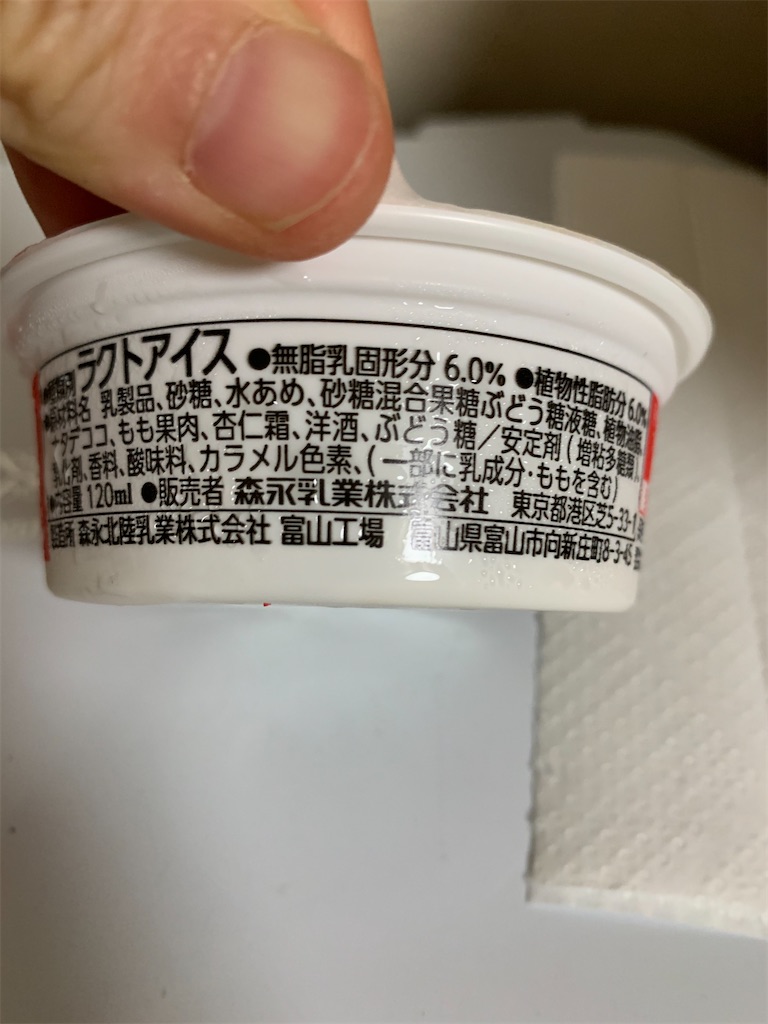 ラクトアイス ●無脂乳固形分 6.0% ●植物性脂肪分 6.0%
●原材料名 乳製品、砂糖、水あめ、砂糖混合果糖ぶどう糖液糖、植物油脂、
ナタデココ、もも果肉、杏仁霜、洋酒、ぶどう糖／安定剤(増粘多糖類)、
乳化剤、香料、酸味料、カラメル色素、(一部に乳成分・ももを含む)
●内容量 120ml ●販売者 森永乳業株式会社 東京都港区芝5-33-1
製造所 森永北陸乳業株式会社 富山工場 富山県富山市向新庄町8-3-45